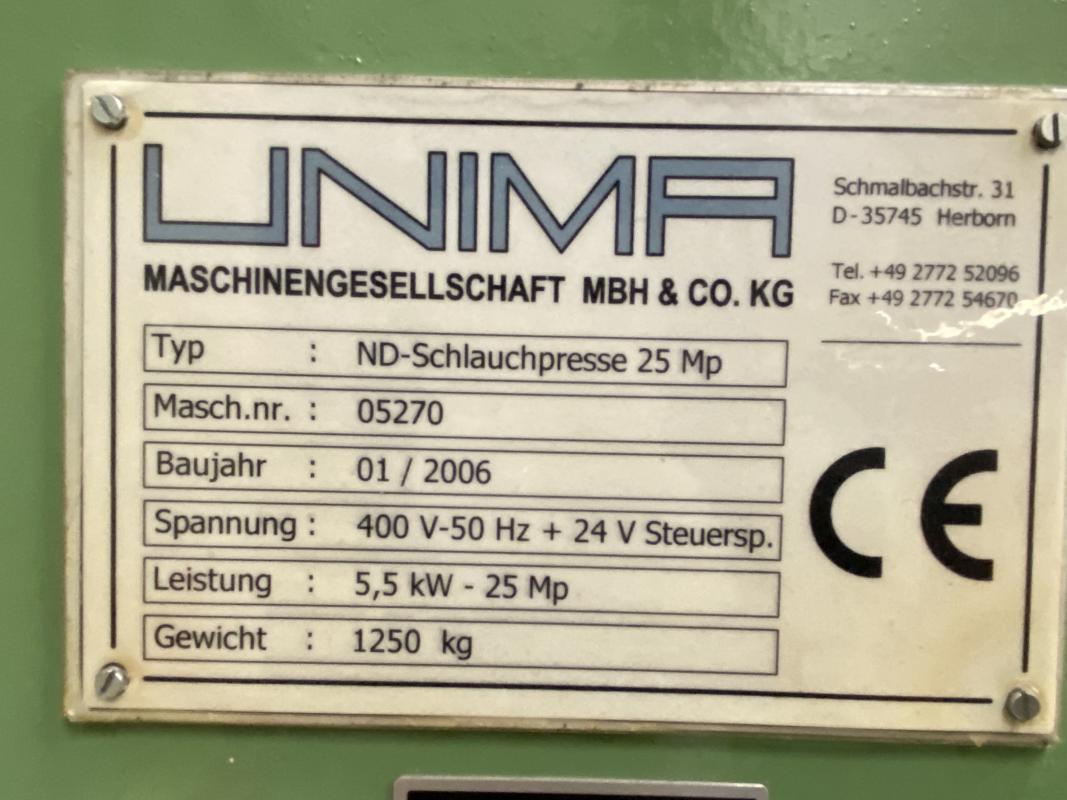 UNIMA
MASCHINENGESELLSCHAFT MBH & CO. KG
Schmalbachstr. 31
D-35745 Herborn
Tel. +49 2772 52096
Fax +49 2772 54670
Typ : ND-Schlauchpresse 25 Mp
Masch.nr. : 05270
Baujahr : 01 / 2006
Spannung : 400 V-50 Hz + 24 V Steuersp.
Leistung : 5,5 kW - 25 Mp
Gewicht : 1250 kg
CE